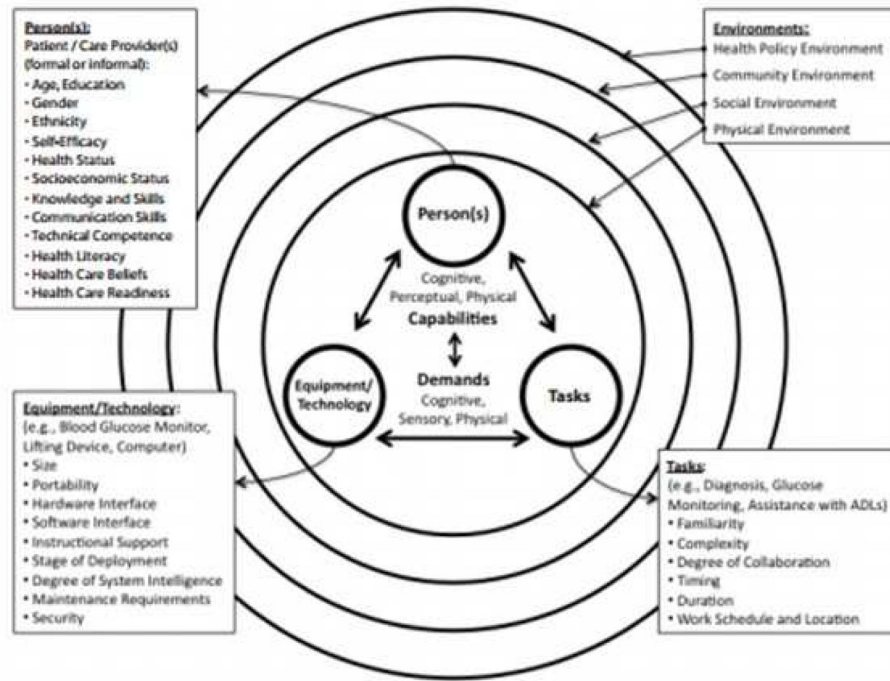 Person(s):
Patient / Care Provider(s)
(formal or informal):
• Age, Education
• Gender
• Ethnicity
• Self-Efficacy
• Health Status
• Socioeconomic Status
• Knowledge and Skills
• Communication Skills
• Technical Competence
• Health Literacy
• Health Care Beliefs
• Health Care Readiness
Environments:
Health Policy Environment
Community Environment
Social Environment
Physical Environment
Person(s)
Cognitive,
Perceptual, Physical
Capabilities
Demands
Cognitive,
Sensory, Physical
Equipment/
Technology
Tasks
Equipment/Technology:
(e.g., Blood Glucose Monitor,
Lifting Device, Computer)
• Size
• Portability
• Hardware Interface
• Software Interface
• Instructional Support
• Stage of Deployment
• Degree of System Intelligence
• Maintenance Requirements
• Security
Tasks:
(e.g., Diagnosis, Glucose
Monitoring, Assistance with ADLs)
• Familiarity
• Complexity
• Degree of Collaboration
• Timing
• Duration
• Work Schedule and Location